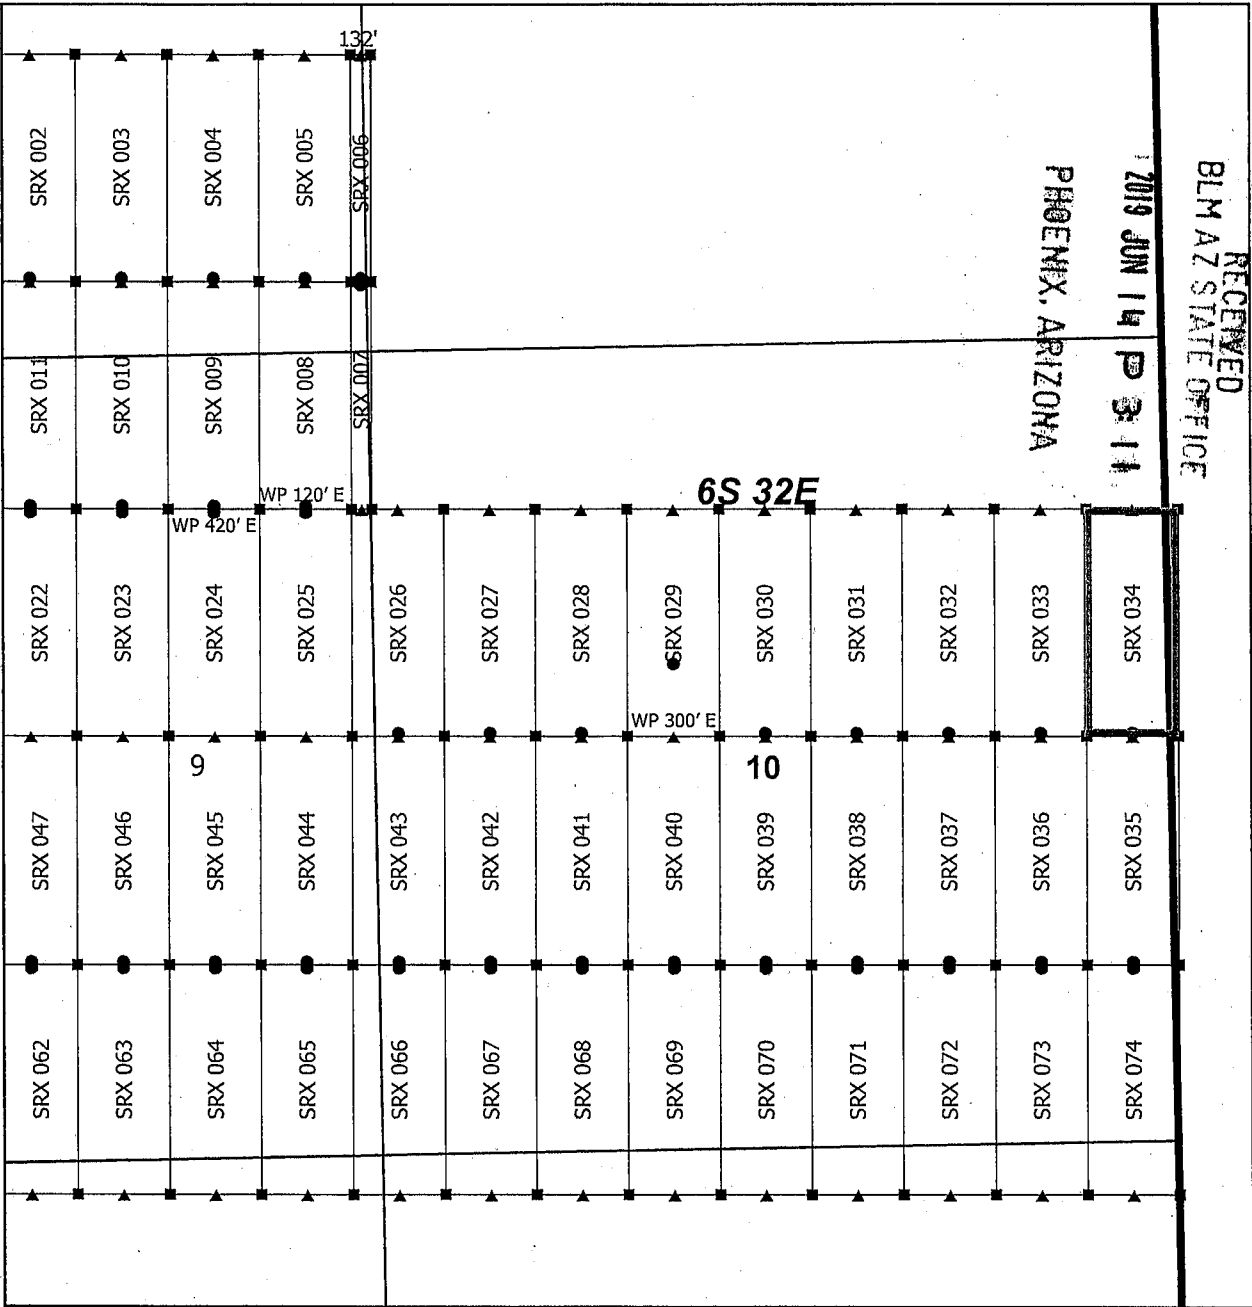 132'
SRX 002
SRX 003
SRX 004
SRX 005
SRX 006
RECEIVED
BLM AZ STATE OFFICE
2019 JUN 14 P 3:11
PHOENIX, ARIZONA
SRX 011
SRX 010
SRX 009
SRX 008
SRX 007
WP 120' E
WP 420' E
6S 32E
SRX 022
SRX 023
SRX 024
SRX 025
SRX 026
SRX 027
SRX 028
SRX 029
SRX 030
SRX 031
SRX 032
SRX 033
SRX 034
WP 300' E
9
10
SRX 047
SRX 046
SRX 045
SRX 044
SRX 043
SRX 042
SRX 041
SRX 040
SRX 039
SRX 038
SRX 037
SRX 036
SRX 035
SRX 062
SRX 063
SRX 064
SRX 065
SRX 066
SRX 067
SRX 068
SRX 069
SRX 070
SRX 071
SRX 072
SRX 073
SRX 074